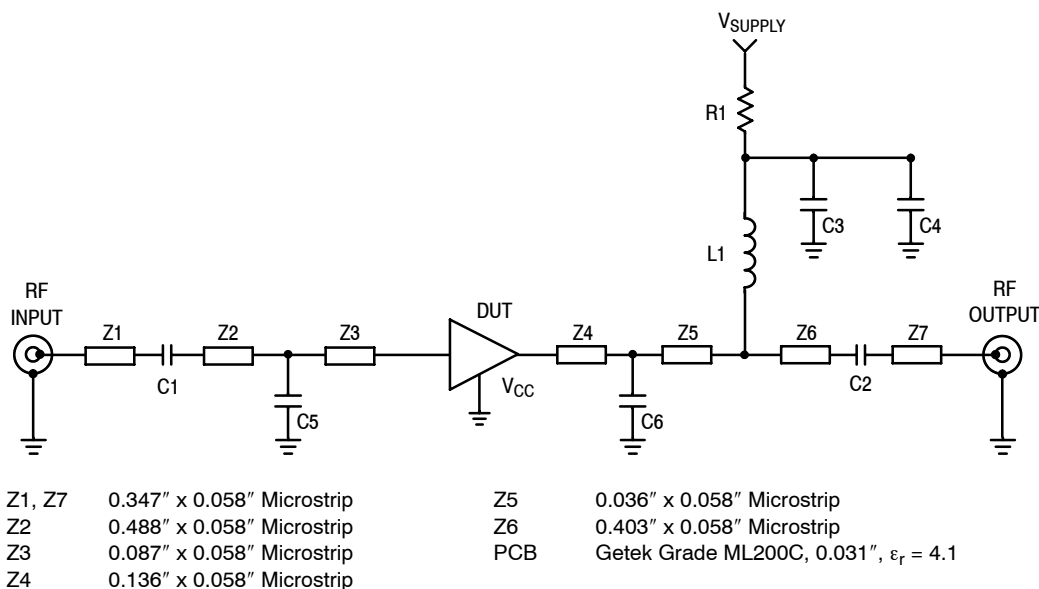 VSUPPLY
R1
C3
C4
L1
RF
INPUT
RF
OUTPUT
DUT
Z1
Z2
Z3
Z4
Z5
Z6
Z7
C1
C2
VCC
C5
C6
Z1, Z7 0.347″ x 0.058″ Microstrip
Z2 0.488″ x 0.058″ Microstrip
Z3 0.087″ x 0.058″ Microstrip
Z4 0.136″ x 0.058″ Microstrip
Z5 0.036″ x 0.058″ Microstrip
Z6 0.403″ x 0.058″ Microstrip
PCB Getek Grade ML200C, 0.031″, εr = 4.1